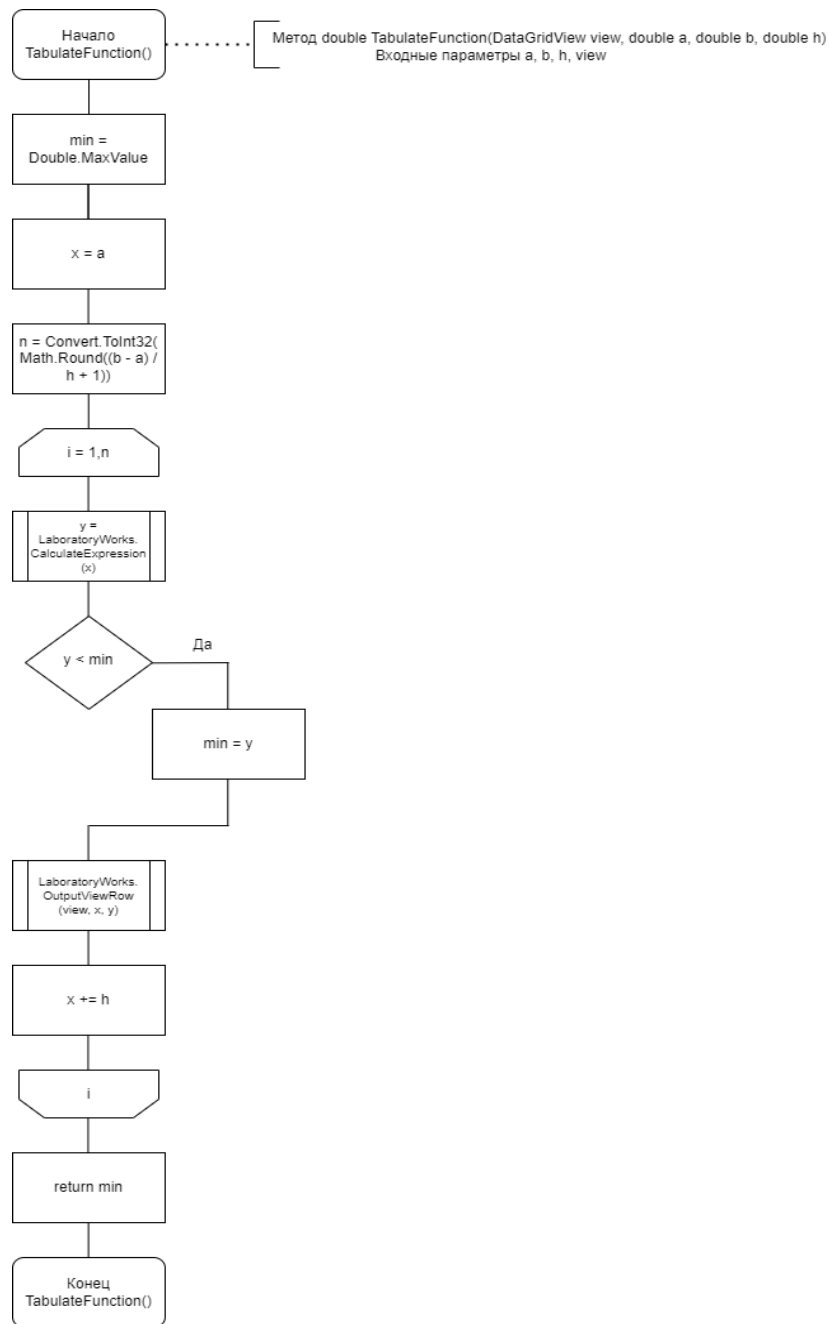 Начало
TabulateFunction()
Метод double TabulateFunction(DataGridView view, double a, double b, double h)
Входные параметры a, b, h, view
min =
Double.MaxValue
x = a
n = Convert.ToInt32(
Math.Round((b - a) /
h + 1))
i = 1,n
y =
LaboratoryWorks.
CalculateExpression
(x)
y < min
Да
min = y
LaboratoryWorks.
OutputViewRow
(view, x, y)
x += h
i
return min
Конец
TabulateFunction()